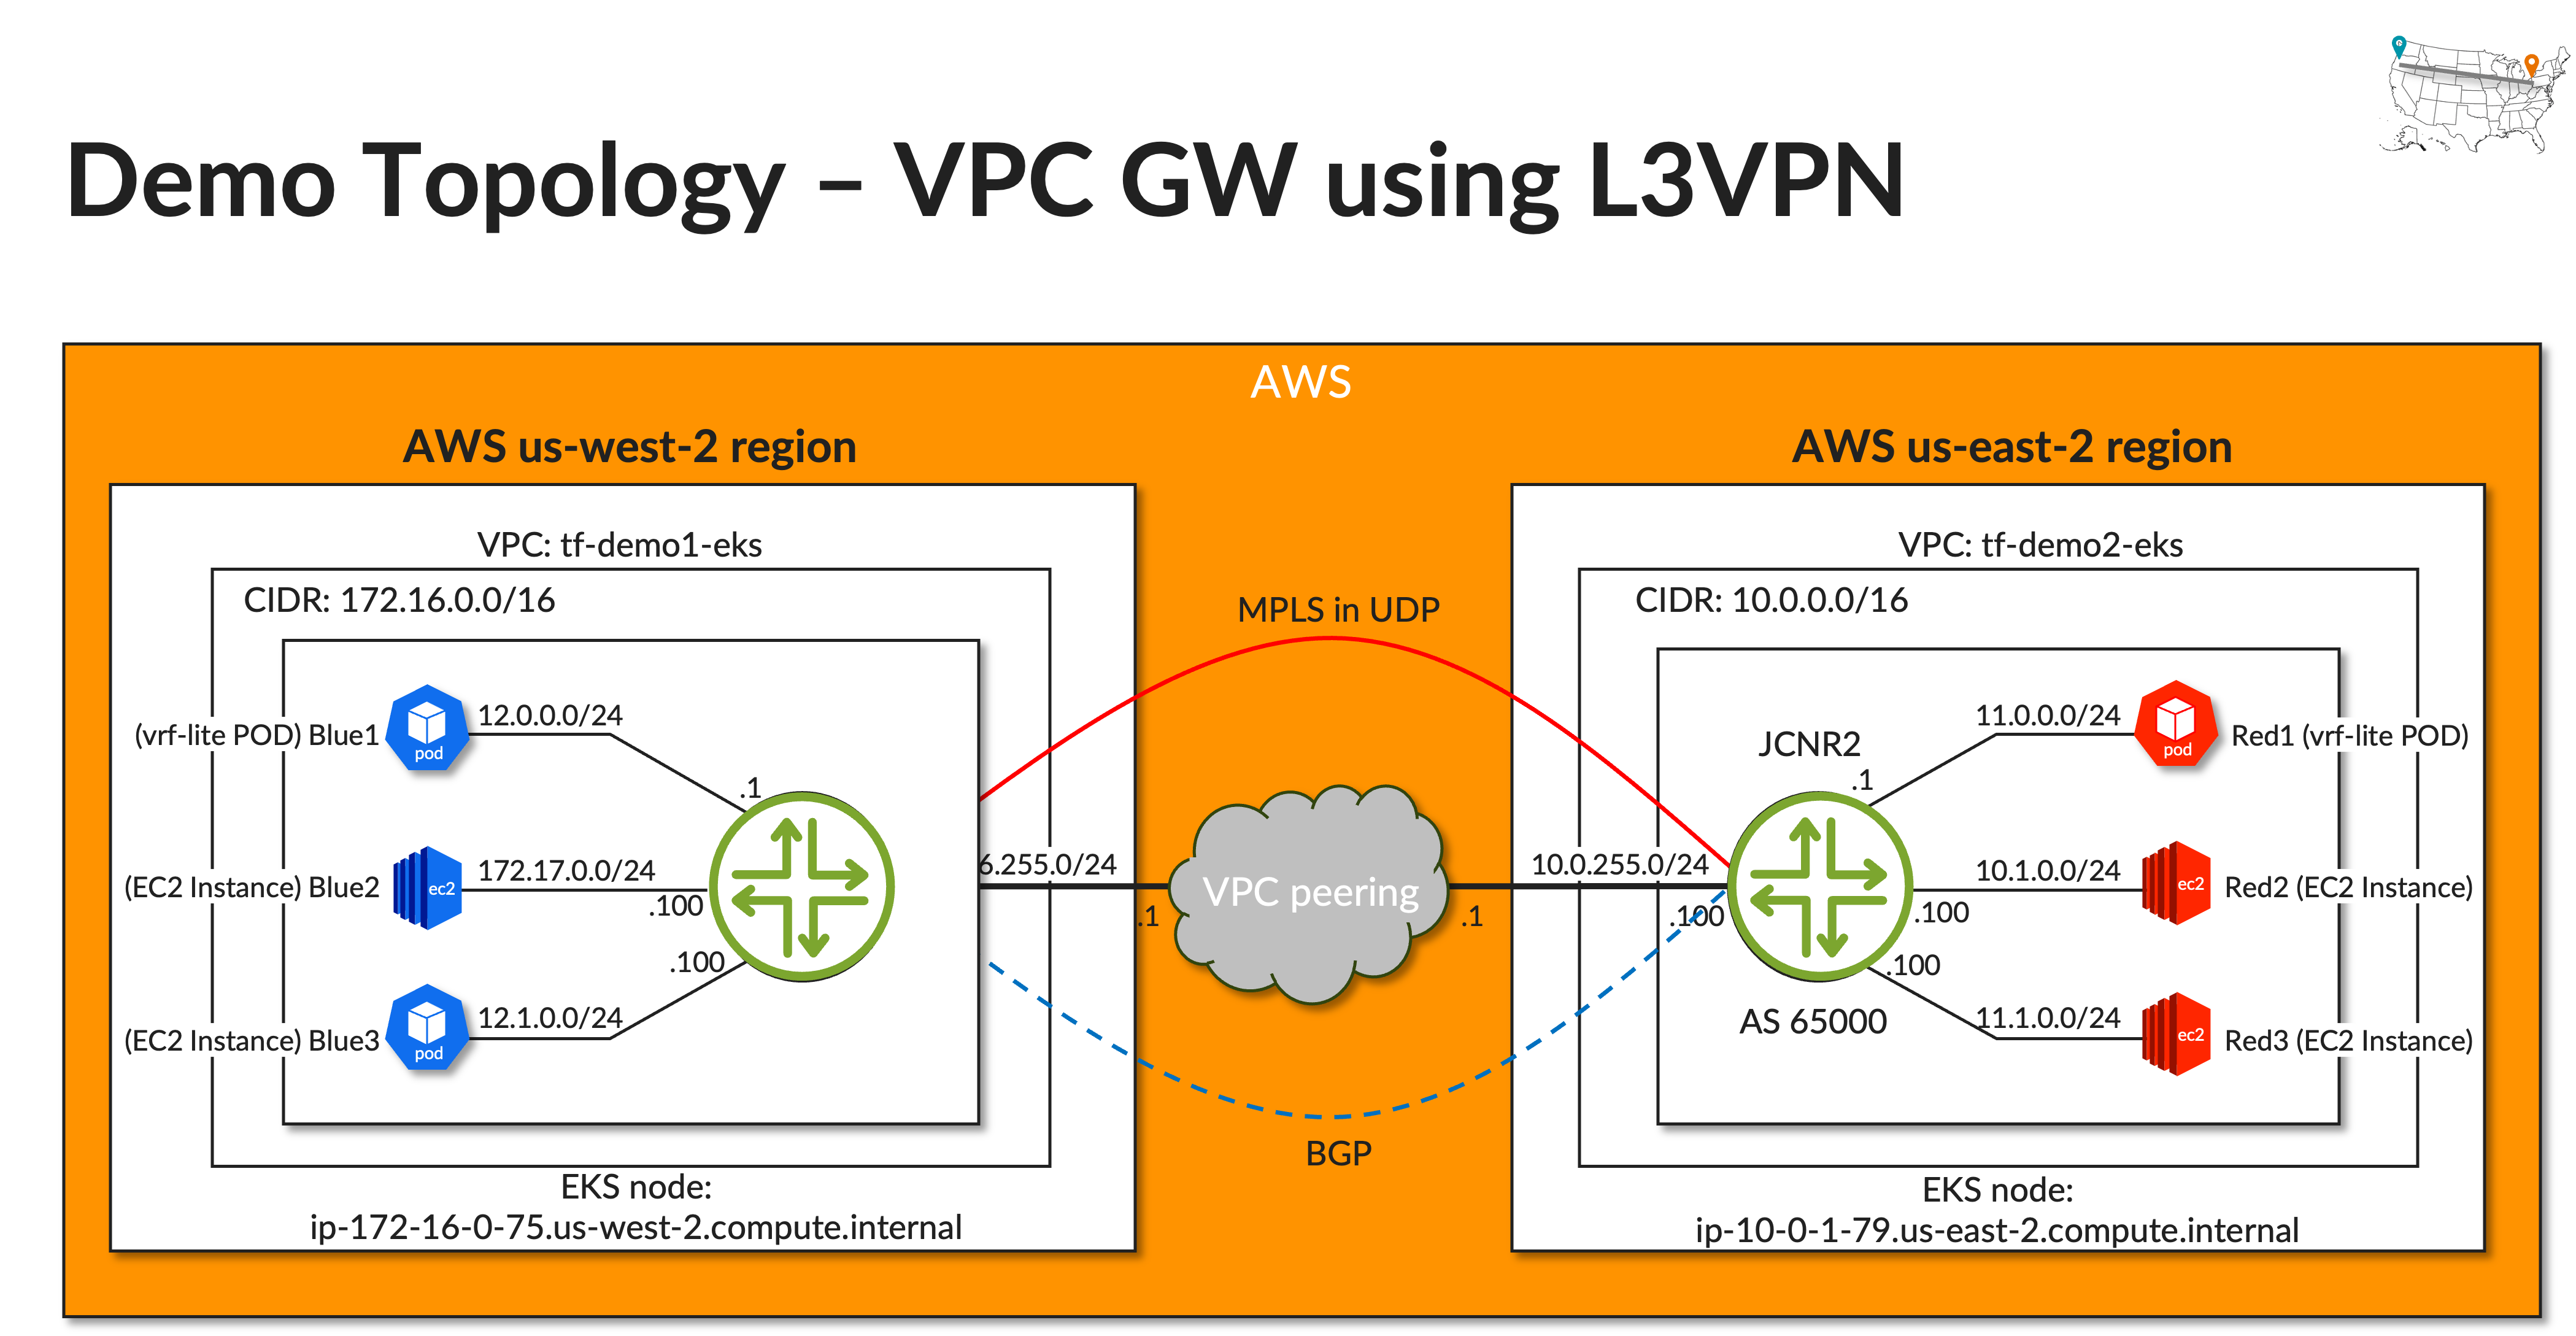 Demo Topology – VPC GW using L3VPN
AWS
AWS us-west-2 region
VPC: tf-demo1-eks
CIDR: 172.16.0.0/16
(vrf-lite POD) Blue1
pod
12.0.0.0/24
.1
(EC2 Instance) Blue2
ec2
172.17.0.0/24
.100
(EC2 Instance) Blue3
pod
12.1.0.0/24
.100
EKS node:
ip-172-16-0-75.us-west-2.compute.internal
6.255.0/24
.1
MPLS in UDP
VPC peering
BGP
AWS us-east-2 region
VPC: tf-demo2-eks
CIDR: 10.0.0.0/16
10.0.255.0/24
.1
.100
JCNR2
AS 65000
.1
11.0.0.0/24
pod
Red1 (vrf-lite POD)
10.1.0.0/24
.100
ec2
Red2 (EC2 Instance)
.100
11.1.0.0/24
ec2
Red3 (EC2 Instance)
EKS node:
ip-10-0-1-79.us-east-2.compute.internal